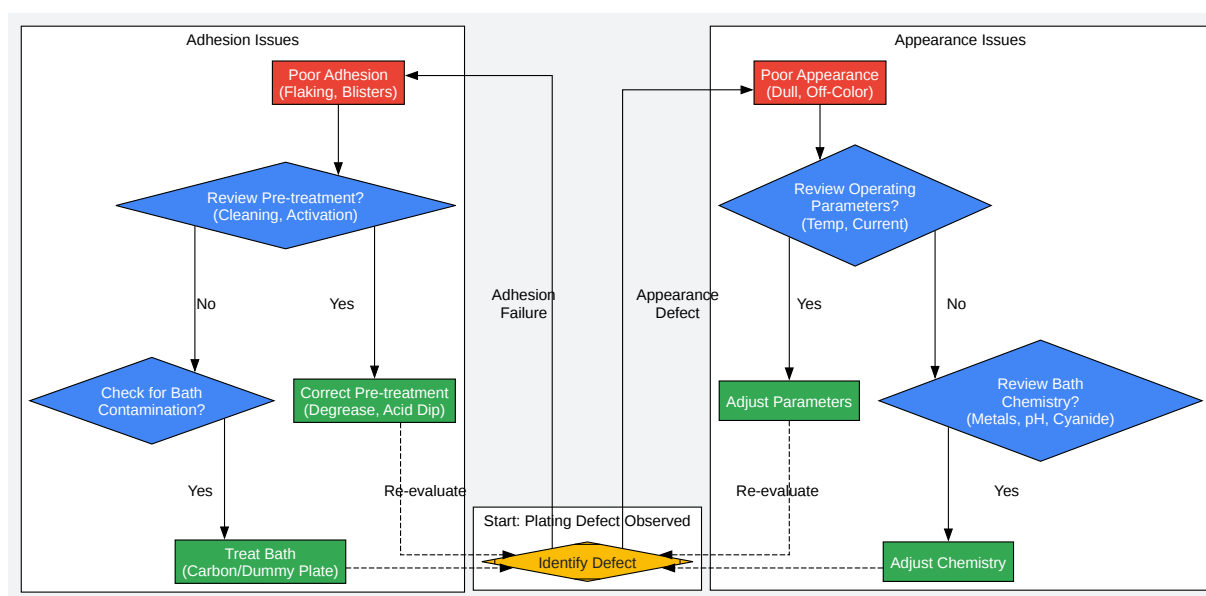 Adhesion Issues
Appearance Issues
Poor Adhesion
(Flaking, Blisters)
Poor Appearance
(Dull, Off-Color)
Review Pre-treatment?
(Cleaning, Activation)
Review Operating
Parameters?
(Temp, Current)
No
Yes
Adhesion
Failure
Appearance
Defect
Yes
No
Check for Bath
Contamination?
Correct Pre-treatment
(Degrease, Acid Dip)
Adjust Parameters
Review Bath
Chemistry?
(Metals, pH, Cyanide)
Yes
Re-evaluate
Re-evaluate
Yes
Start: Plating Defect Observed
Treat Bath
(Carbon/Dummy Plate)
Identify Defect
Adjust Chemistry